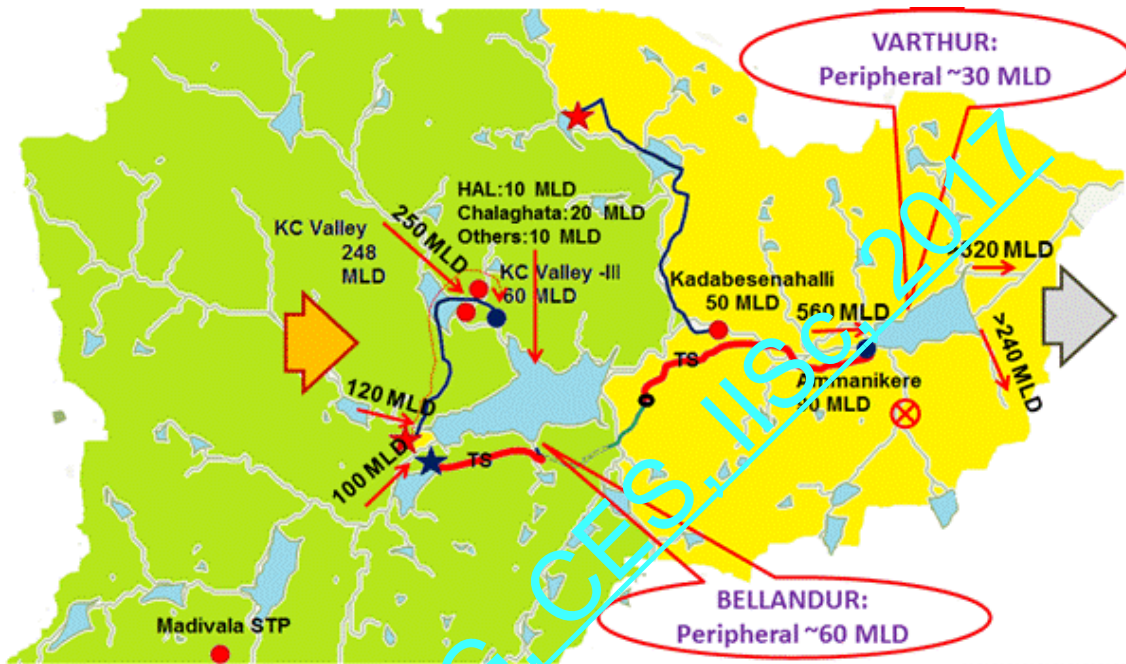 VARTHUR:
Peripheral ~30 MLD
HAL:10 MLD
Chalaghata:20 MLD
Others:10 MLD
KC Valley
248
MLD
250 MLD
KC Valley -III
60 MLD
Kadabesenahalli
50 MLD
560 MLD
>320 MLD
>240 MLD
TS
Ammanikere
MLD
120 MLD
100 MLD
TS
Madivala STP
BELLANDUR:
Peripheral ~60 MLD
CES, IISc, 2017